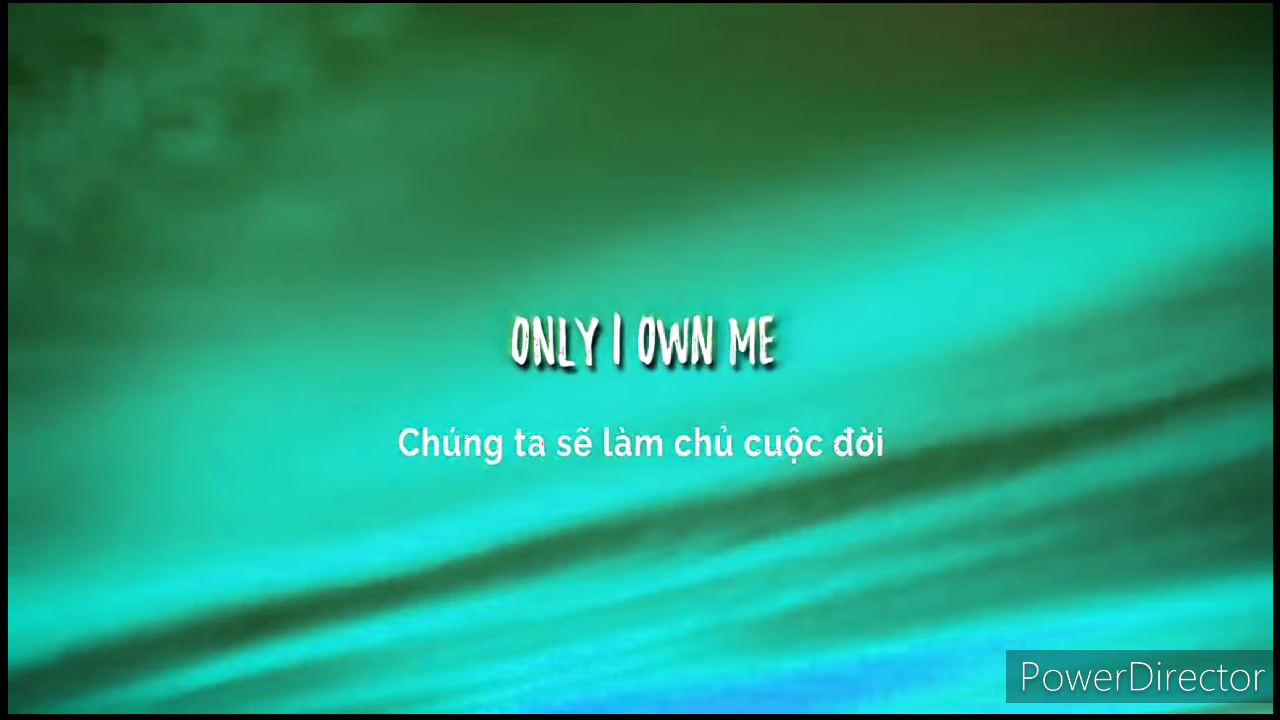 ONLY I OWN ME
Chúng ta sẽ làm chủ cuộc đời
PowerDirector